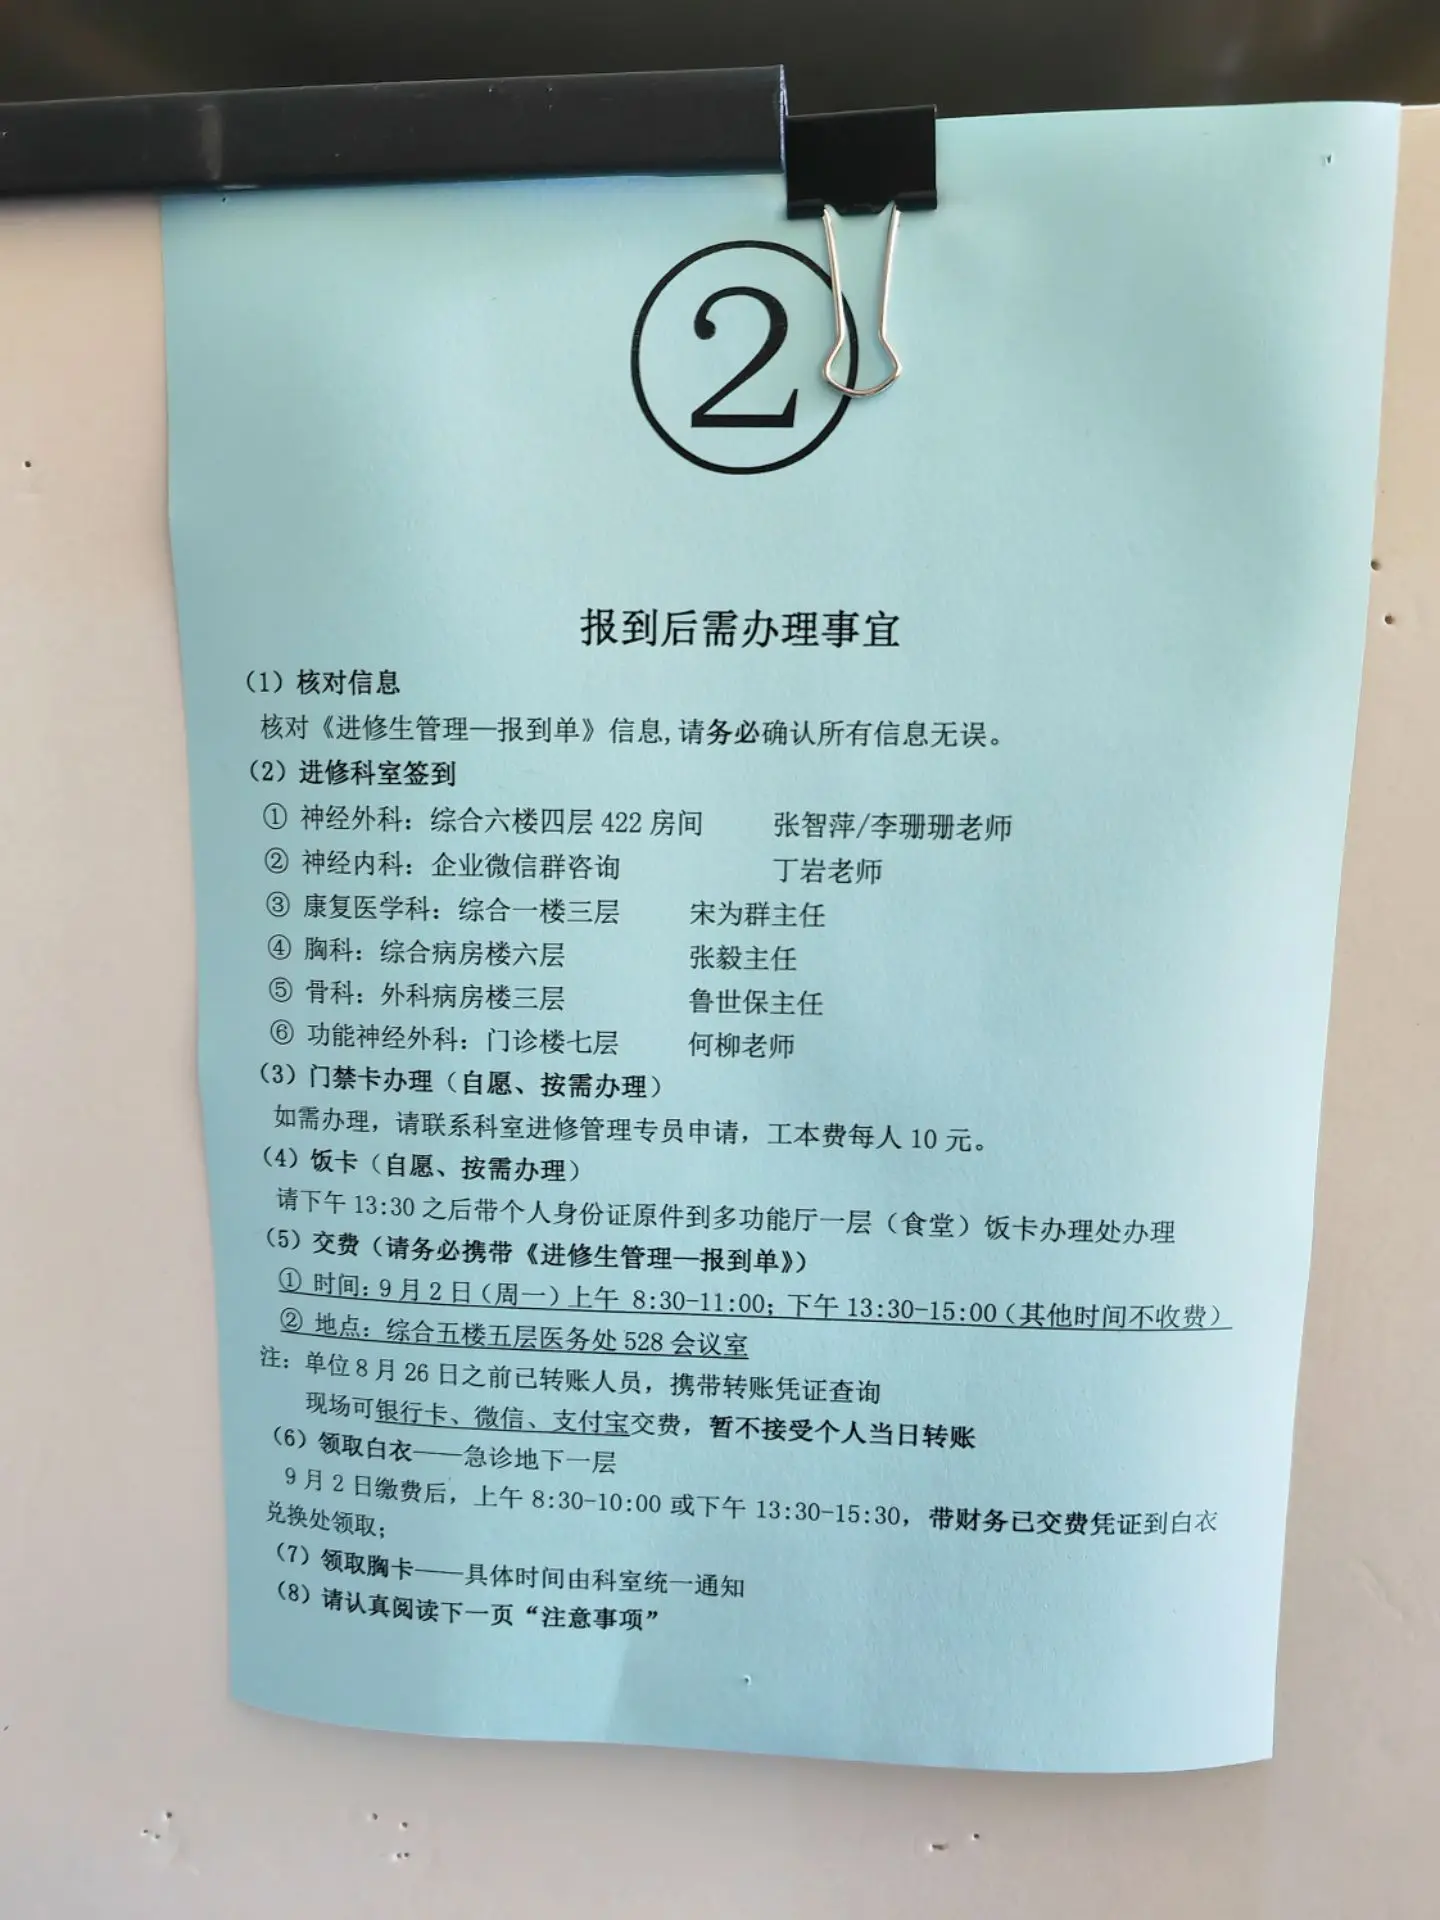 ②
报到后需办理事宜
（1）核对信息
核对《进修生管理—报到单》信息,请务必确认所有信息无误。
（2）进修科室签到
① 神经外科：综合六楼四层 422 房间 张智萍/李珊珊老师
② 神经内科：企业微信群咨询 丁岩老师
③ 康复医学科：综合一楼三层 宋为群主任
④ 胸科：综合病房楼六层 张毅主任
⑤ 骨科：外科病房楼三层 鲁世保主任
⑥ 功能神经外科：门诊楼七层 何柳老师
（3）门禁卡办理（自愿、按需办理）
如需办理，请联系科室进修管理专员申请，工本费每人 10 元。
（4）饭卡（自愿、按需办理）
请下午 13:30 之后带个人身份证原件到多功能厅一层（食堂）饭卡办理处办理
（5）交费（请务必携带《进修生管理—报到单》）
① 时间：9 月 2 日（周一）上午 8:30-11:00；下午 13:30-15:00（其他时间不收费）
② 地点：综合五楼五层医务处 528 会议室
注：单位 8 月 26 日之前已转账人员，携带转账凭证查询
现场可银行卡、微信、支付宝交费，暂不接受个人当日转账
（6）领取白衣——急诊地下一层
9 月 2 日缴费后，上午 8:30-10:00 或下午 13:30-15:30，带财务已交费凭证到白衣
兑换处领取；
（7）领取胸卡——具体时间由科室统一通知
（8）请认真阅读下一页“注意事项”